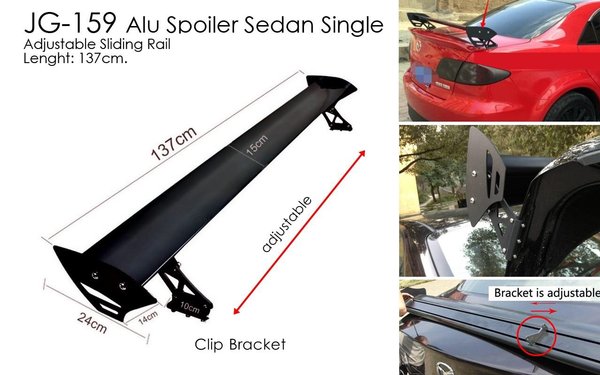 JG-159 Alu Spoiler Sedan Single
Adjustable Sliding Rail
Lenght: 137cm.
137cm
15cm
adjustable
24cm
14cm
10cm
Clip Bracket
Bracket is adjustable